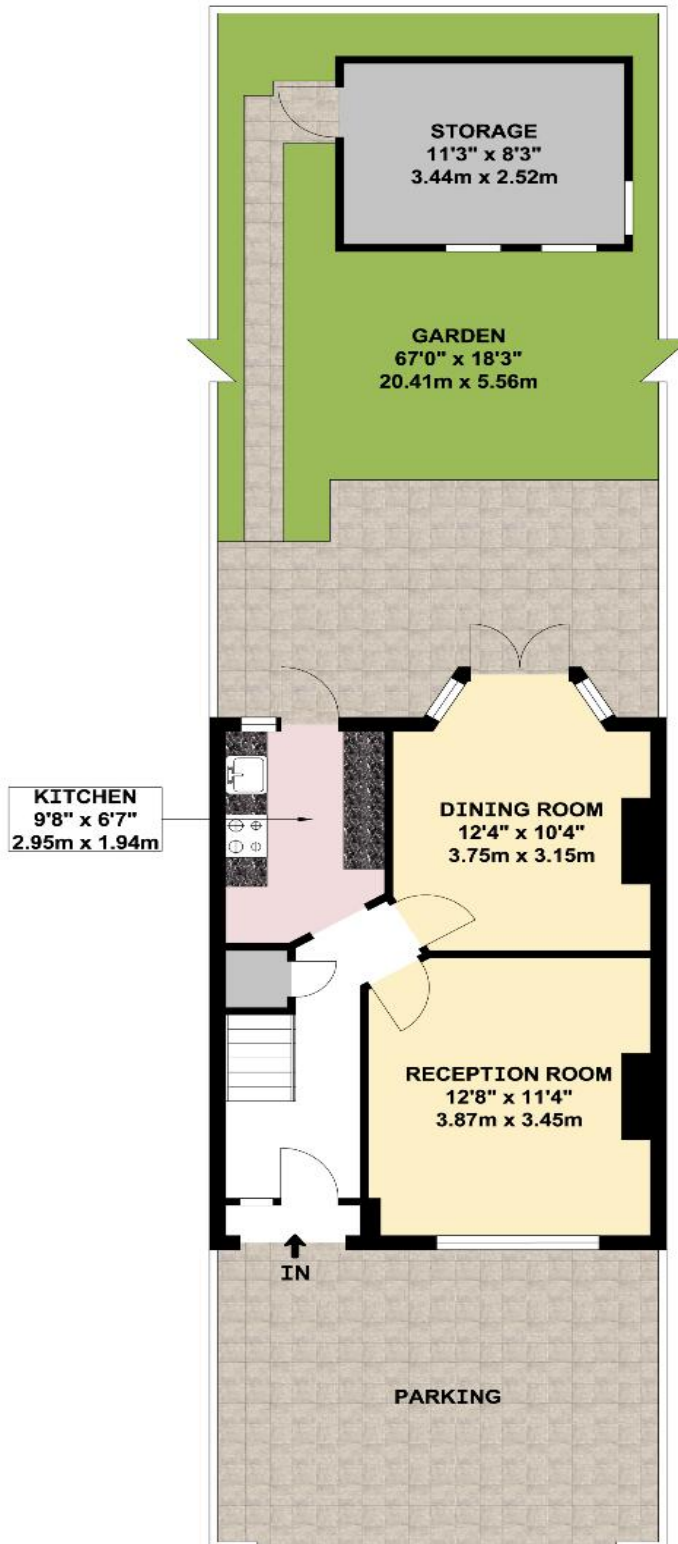 STORAGE
11'3" x 8'3"
3.44m x 2.52m
GARDEN
67'0" x 18'3"
20.41m x 5.56m
KITCHEN
9'8" x 6'7"
2.95m x 1.94m
DINING ROOM
12'4" x 10'4"
3.75m x 3.15m
RECEPTION ROOM
12'8" x 11'4"
3.87m x 3.45m
IN
PARKING